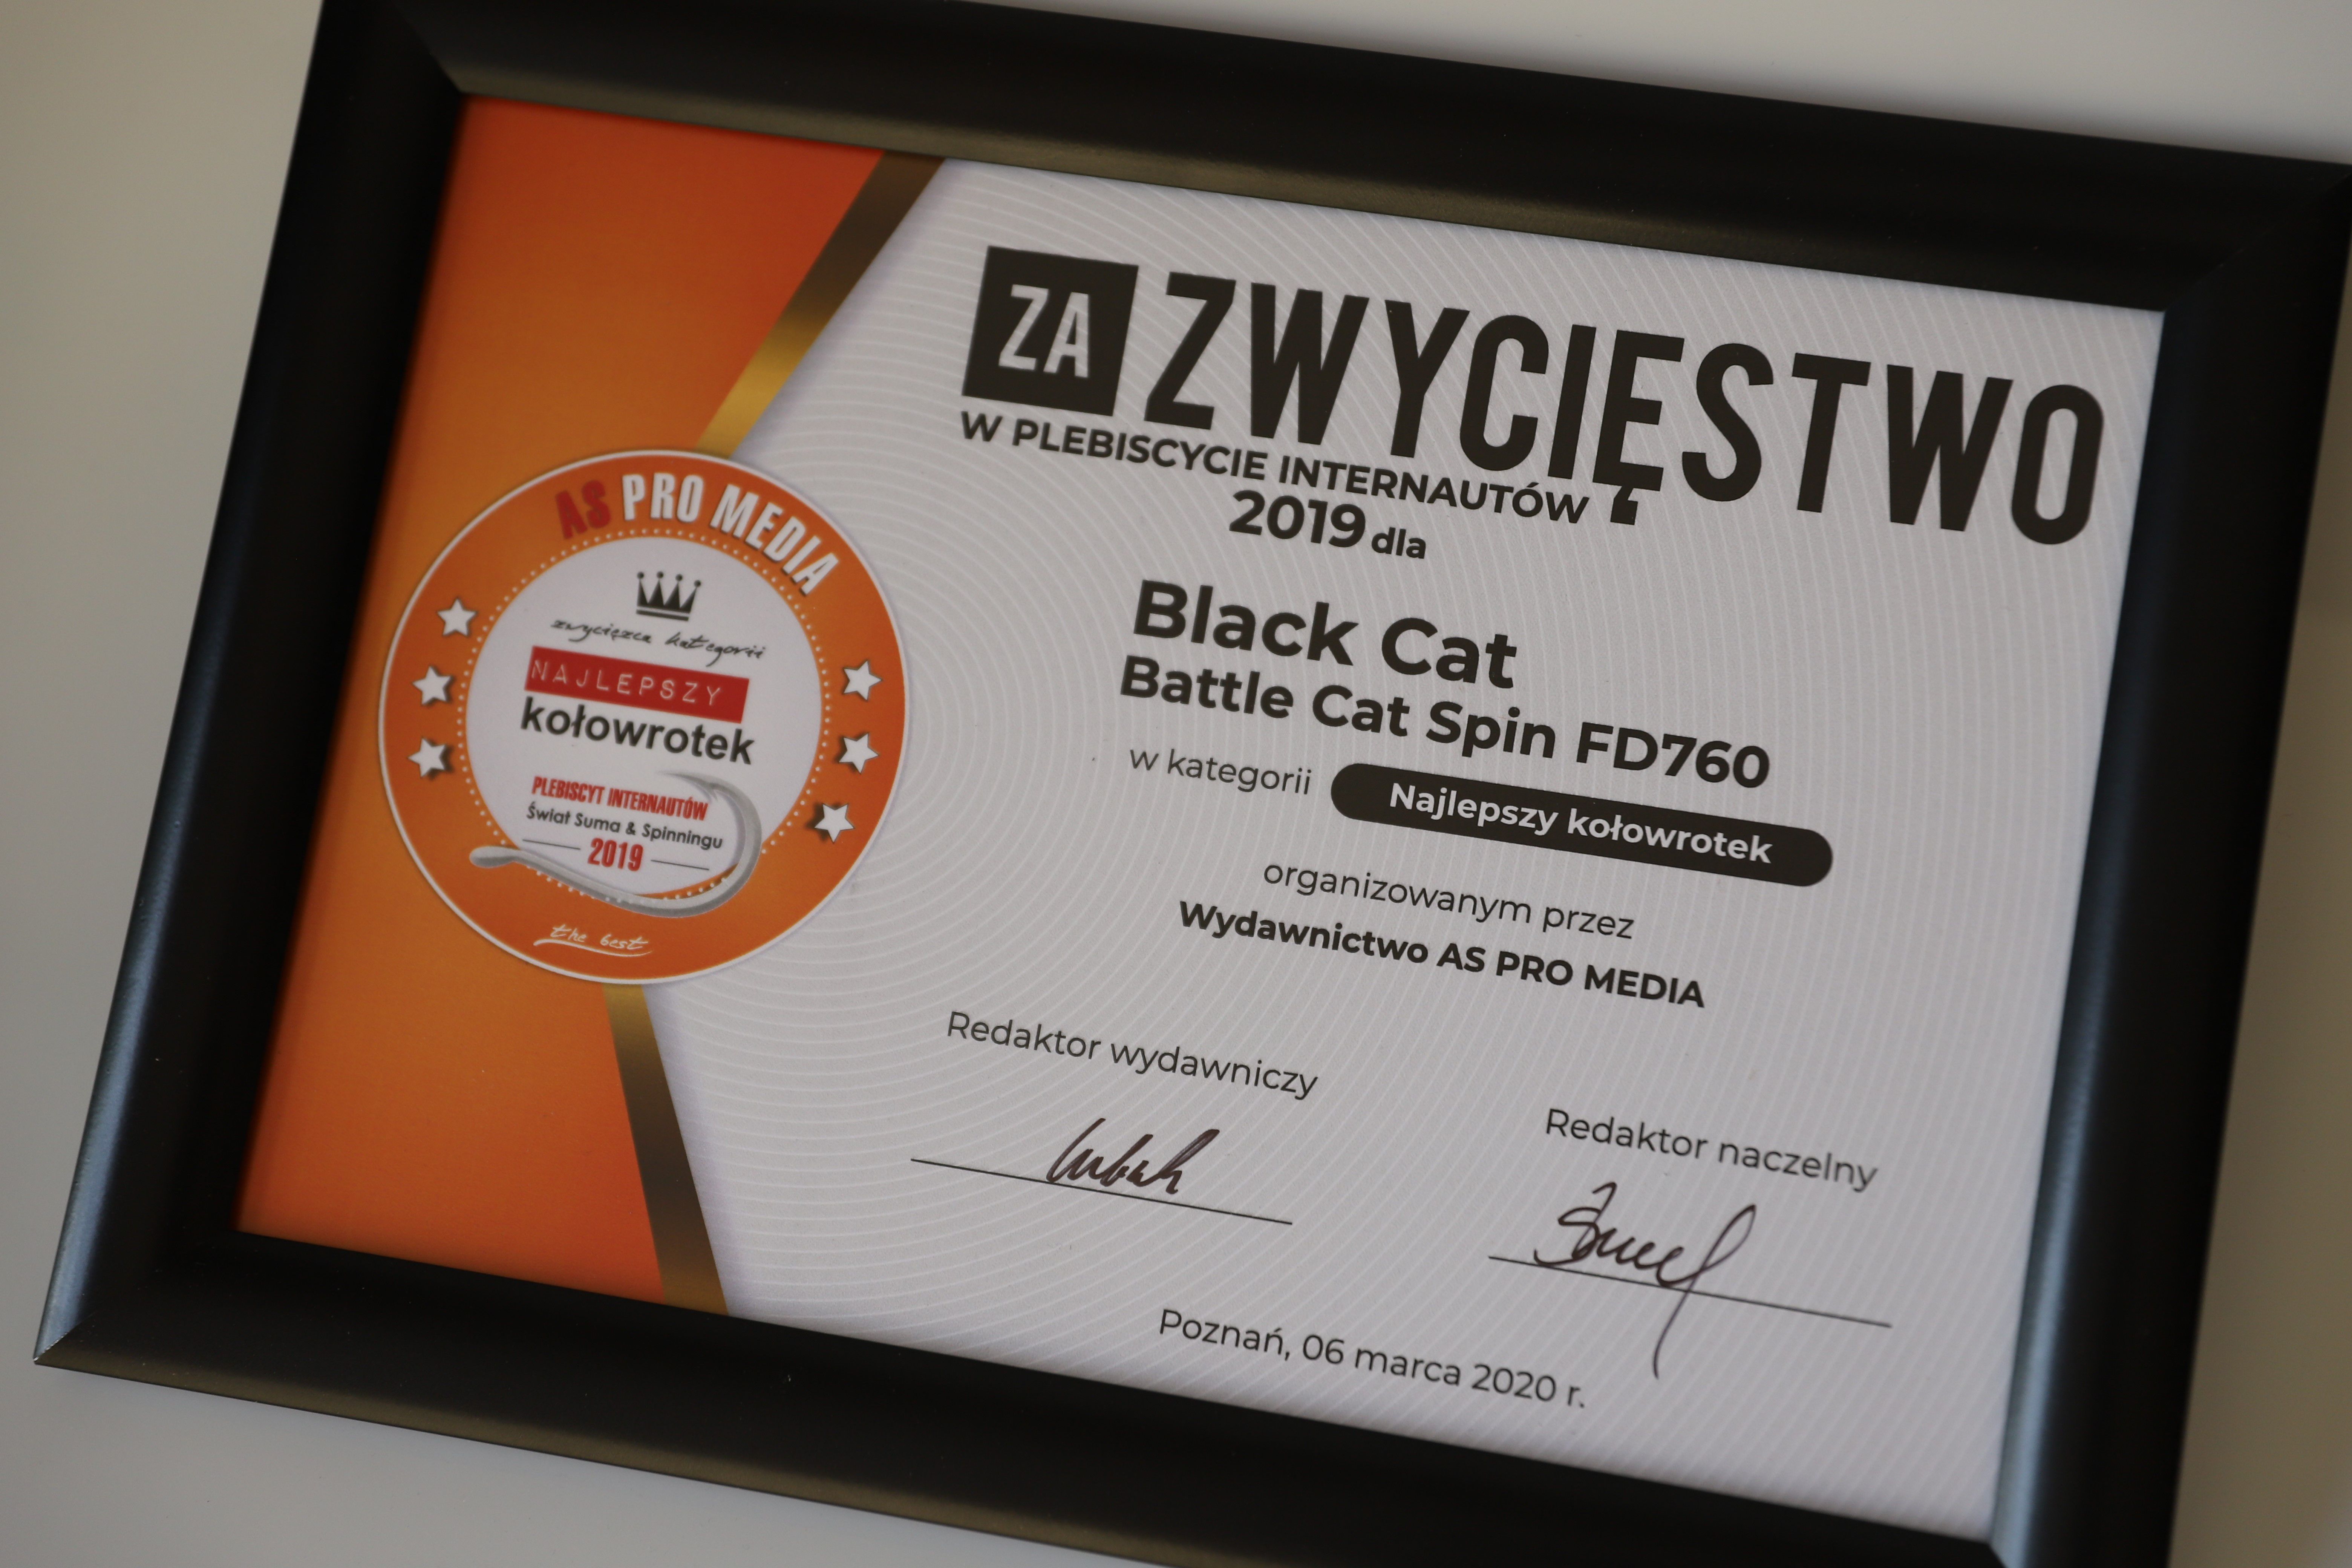 ZA ZWYCIĘSTWO
W PLEBISCYCIE INTERNAUTÓW
2019 dla
Black Cat
Battle Cat Spin FD760
w kategorii Najlepszy kołowrotek
organizowanym przez
Wydawnictwo AS PRO MEDIA
Redaktor wydawniczy
Redaktor naczelny
Poznań, 06 marca 2020 r.
AS PRO MEDIA
zwycięzca kategorii
NAJLEPSZY
kołowrotek
PLEBISCYT INTERNAUTÓW
Świat Suma & Spinningu
2019
the best